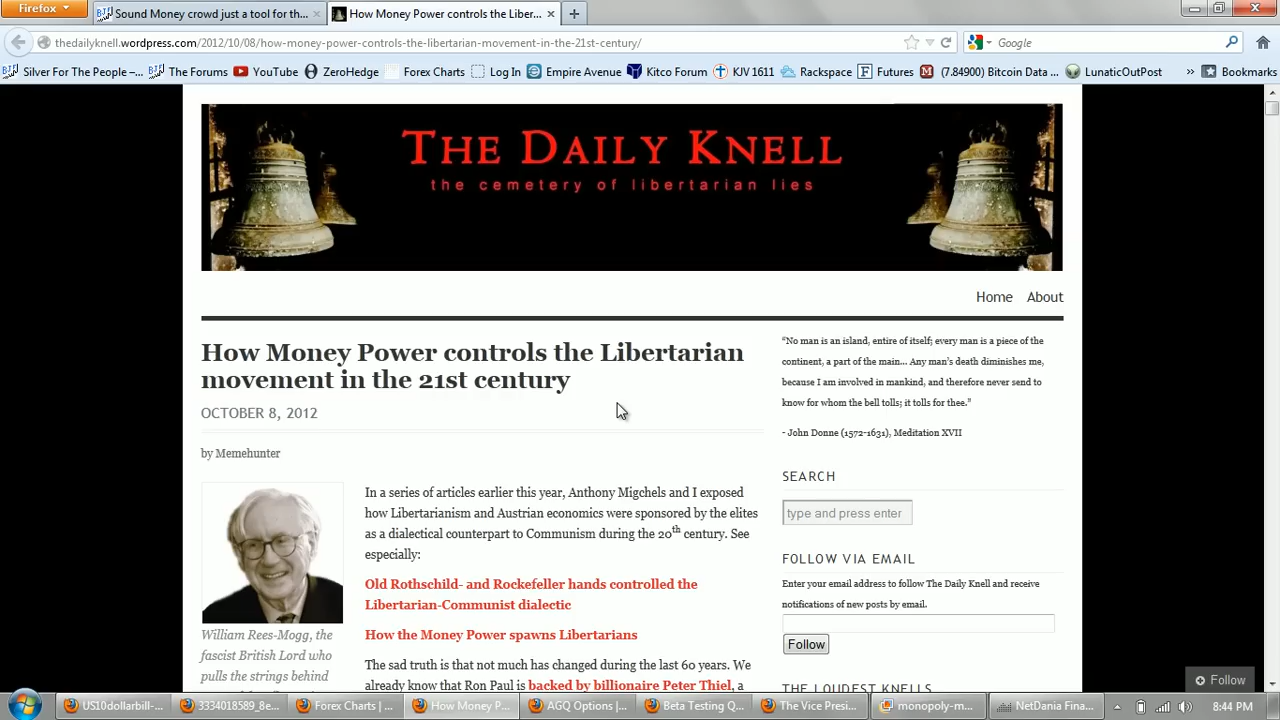 Firefox
Sound Money crowd just a tool for th...
How Money Power controls the Liber...
thedailyknell.wordpress.com/2012/10/08/how-money-power-controls-the-libertarian-movement-in-the-21st-century/
Google
Silver For The People –...
The Forums
YouTube
ZeroHedge
Forex Charts
Log In
Empire Avenue
Kitco Forum
KJV 1611
Rackspace
Futures
(7.84900) Bitcoin Data ...
LunaticOutPost
»
Bookmarks
THE DAILY KNELL
the cemetery of libertarian lies
Home About
How Money Power controls the Libertarian
movement in the 21st century
OCTOBER 8, 2012
by Memehunter
William Rees-Mogg, the
fascist British Lord who
pulls the strings behind
In a series of articles earlier this year, Anthony Migchels and I exposed
how Libertarianism and Austrian economics were sponsored by the elites
as a dialectical counterpart to Communism during the 20th century. See
especially:
Old Rothschild- and Rockefeller hands controlled the
Libertarian-Communist dialectic
How the Money Power spawns Libertarians
The sad truth is that not much has changed during the last 60 years. We
already know that Ron Paul is backed by billionaire Peter Thiel, a
“No man is an island, entire of itself; every man is a piece of the
continent, a part of the main... Any man’s death diminishes me,
because I am involved in mankind, and therefore never send to
know for whom the bell tolls; it tolls for thee.”
- John Donne (1572-1631), Meditation XVII
SEARCH
type and press enter
FOLLOW VIA EMAIL
Enter your email address to follow The Daily Knell and receive
notifications of new posts by email.
Follow
THE LOUDEST KNELLS
Follow
US10dollarbill-...
3334018589_8e...
Forex Charts | ...
How Money P...
AGQ Options |...
Beta Testing Q...
The Vice Presi...
monopoly-m...
NetDania Fina...
8:44 PM